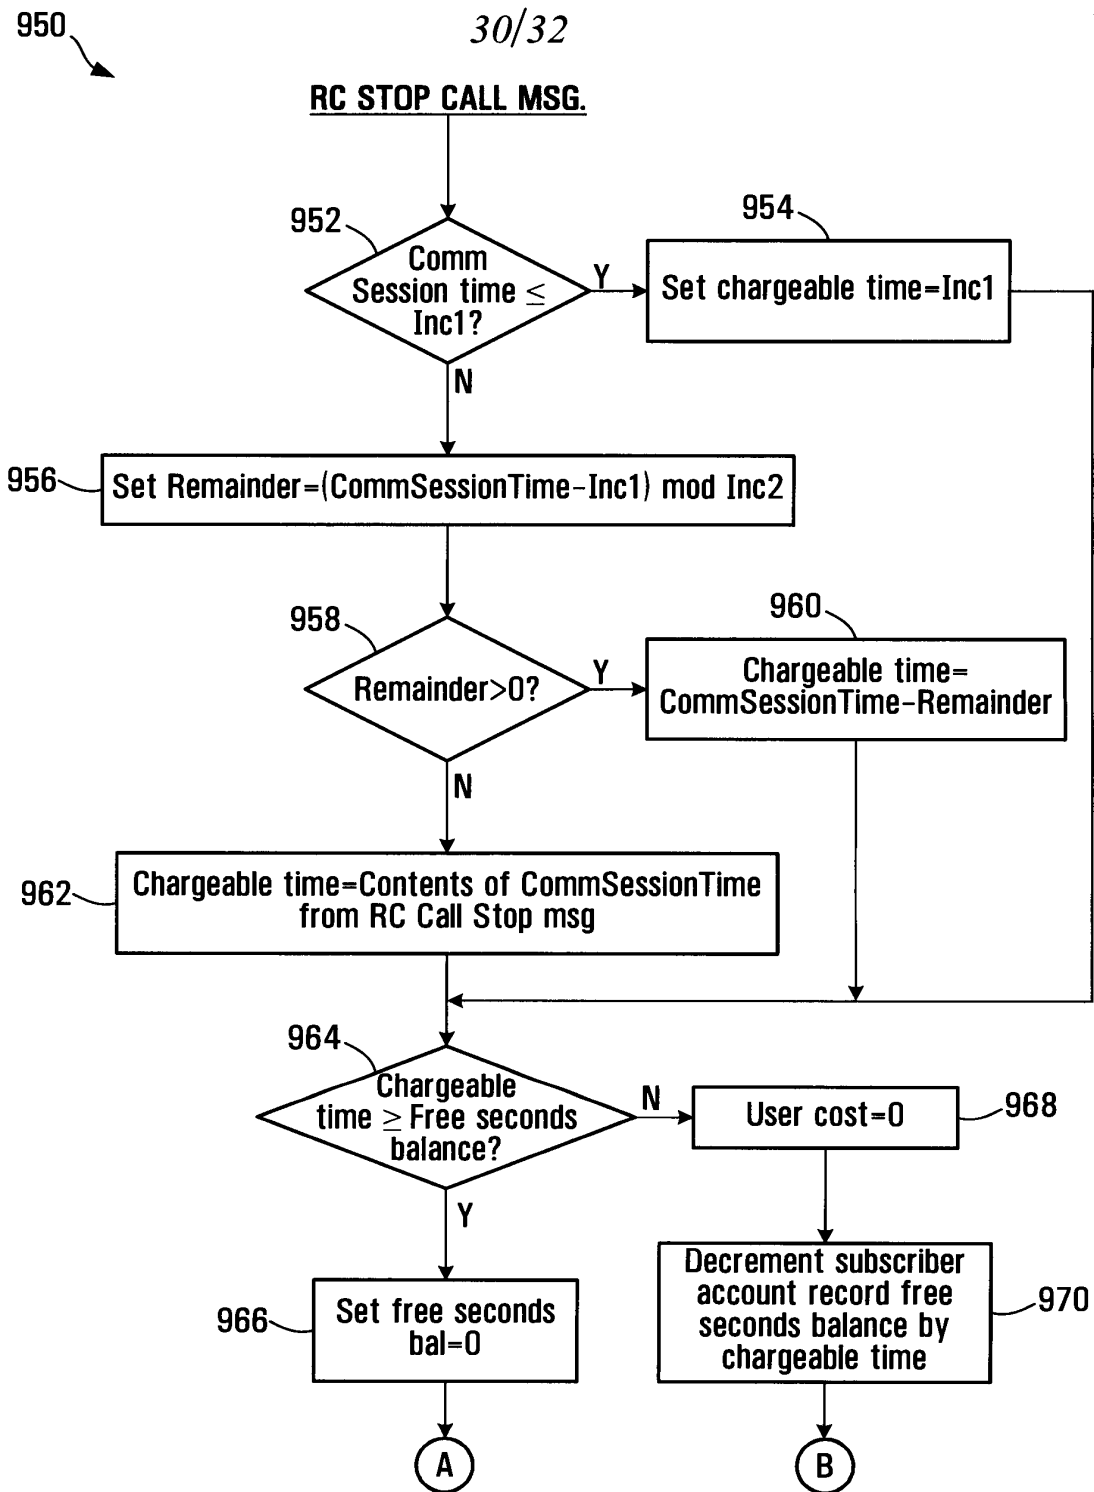 950
30/32
RC STOP CALL MSG.
952
Comm
Session time ≤
Inc1?
Y
954
Set chargeable time=Inc1
N
956
Set Remainder=(CommSessionTime-Inc1) mod Inc2
958
Remainder>0?
Y
960
Chargeable time=
CommSessionTime-Remainder
N
962
Chargeable time=Contents of CommSessionTime
from RC Call Stop msg
964
Chargeable
time ≥ Free seconds
balance?
N
User cost=0
968
Y
966
Set free seconds
bal=0
Decrement subscriber
account record free
seconds balance by
chargeable time
970
A
B